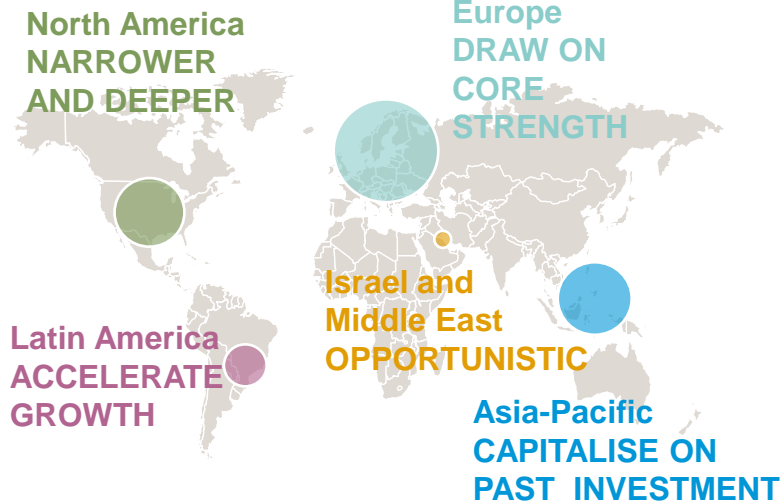 North America
NARROWER
AND DEEPER
Europe
DRAW ON
CORE
STRENGTH
Israel and
Middle East
OPPORTUNISTIC
Latin America
ACCELERATE
GROWTH
Asia-Pacific
CAPITALISE ON
PAST INVESTMENT